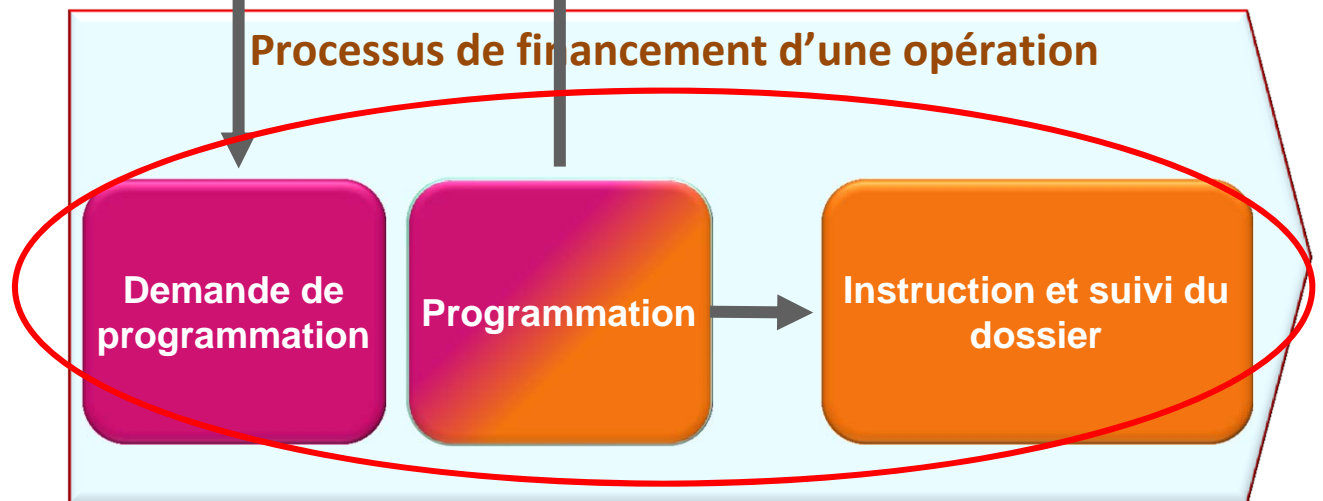 Processus de financement d’une opération
Demande de
programmation
Programmation
Instruction et suivi du
dossier